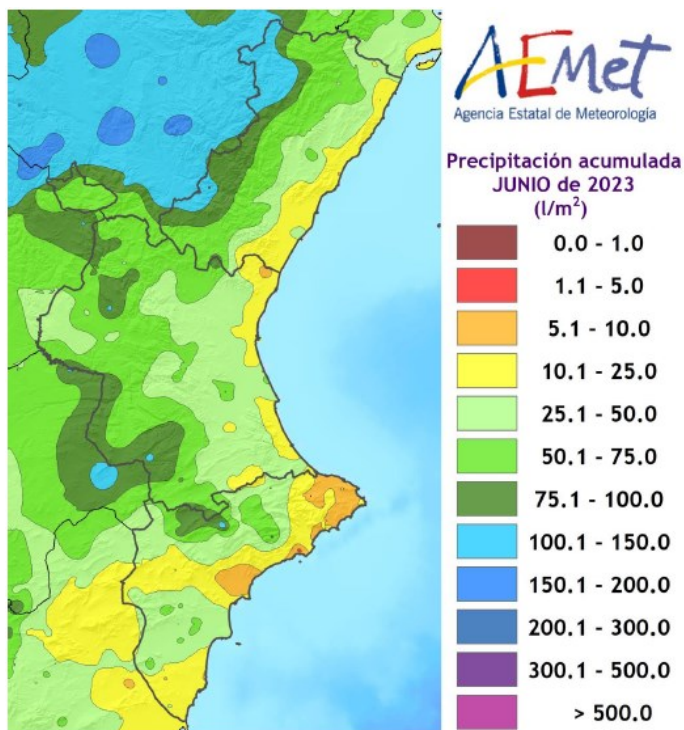 AEMet
Agencia Estatal de Meteorología
Precipitación acumulada
JUNIO de 2023
(l/m²)
0.0 - 1.0
1.1 - 5.0
5.1 - 10.0
10.1 - 25.0
25.1 - 50.0
50.1 - 75.0
75.1 - 100.0
100.1 - 150.0
150.1 - 200.0
200.1 - 300.0
300.1 - 500.0
> 500.0